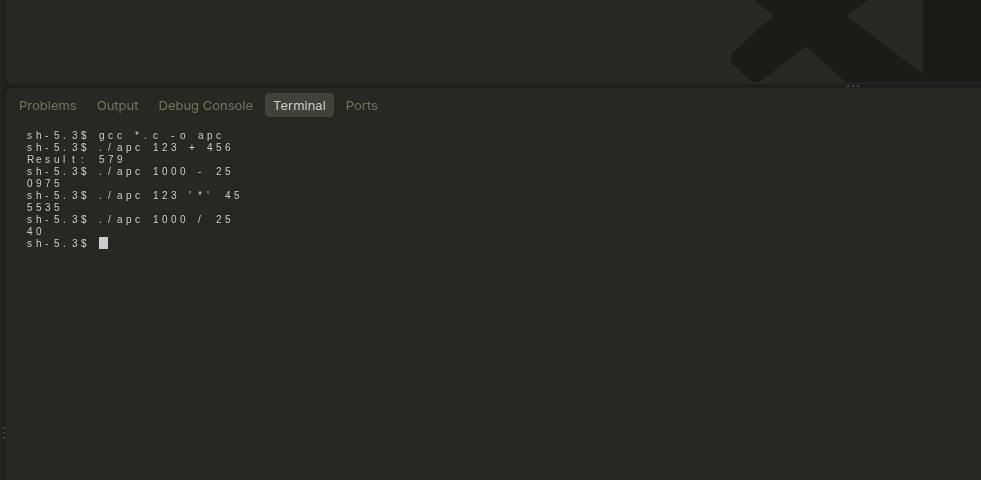 Problems Output Debug Console Terminal Ports
sh-5.3$ gcc *.c -o apc
sh-5.3$ ./apc 123 + 456
Result: 579
sh-5.3$ ./apc 1000 - 25
0975
sh-5.3$ ./apc 123 '*' 45
5535
sh-5.3$ ./apc 1000 / 25
40
sh-5.3$